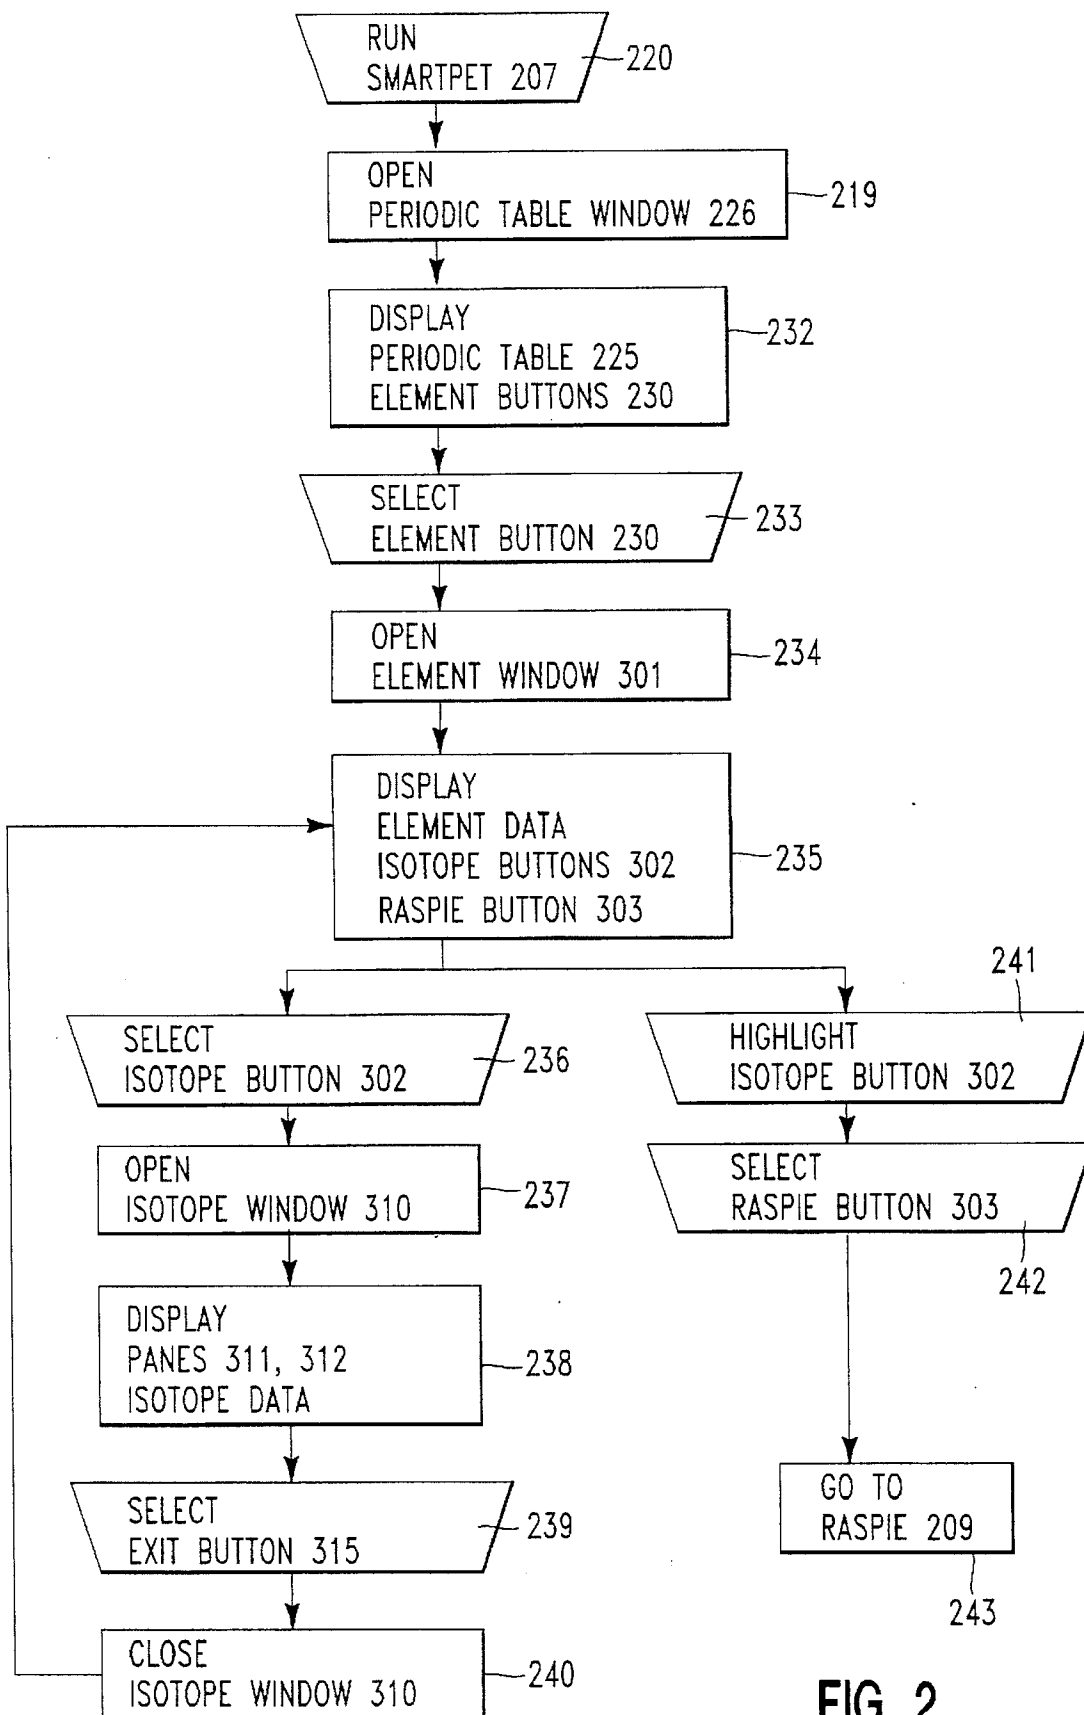 RUN
SMARTPET 207
220
OPEN
PERIODIC TABLE WINDOW 226
219
DISPLAY
PERIODIC TABLE 225
ELEMENT BUTTONS 230
232
SELECT
ELEMENT BUTTON 230
233
OPEN
ELEMENT WINDOW 301
234
DISPLAY
ELEMENT DATA
ISOTOPE BUTTONS 302
RASPIE BUTTON 303
235
SELECT
ISOTOPE BUTTON 302
236
OPEN
ISOTOPE WINDOW 310
237
DISPLAY
PANES 311, 312
ISOTOPE DATA
238
SELECT
EXIT BUTTON 315
239
CLOSE
ISOTOPE WINDOW 310
240
241
HIGHLIGHT
ISOTOPE BUTTON 302
SELECT
RASPIE BUTTON 303
242
GO TO
RASPIE 209
243
FIG. 2